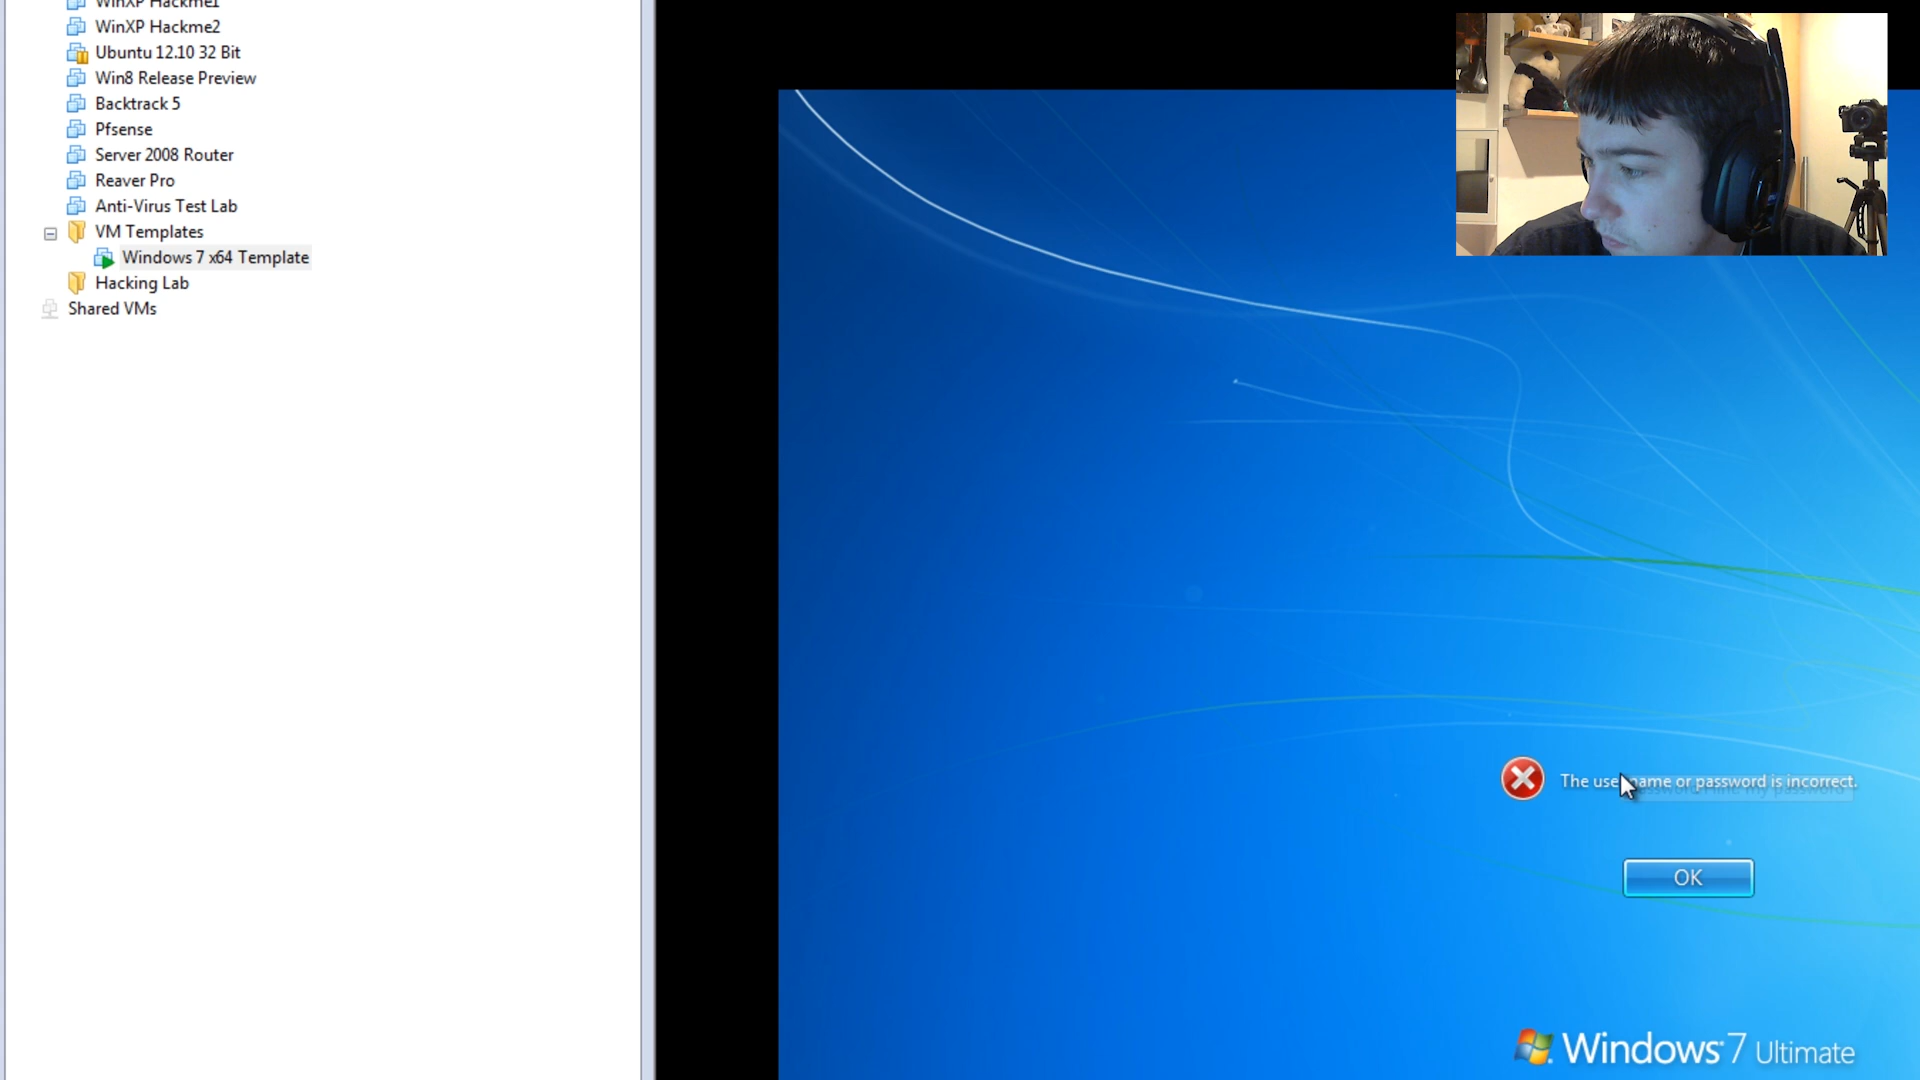 WinXP Hackme1
WinXP Hackme2
Ubuntu 12.10 32 Bit
Win8 Release Preview
Backtrack 5
Pfsense
Server 2008 Router
Reaver Pro
Anti-Virus Test Lab
VM Templates
Windows 7 x64 Template
Hacking Lab
Shared VMs
The user name or password is incorrect.
OK
Windows 7 Ultimate